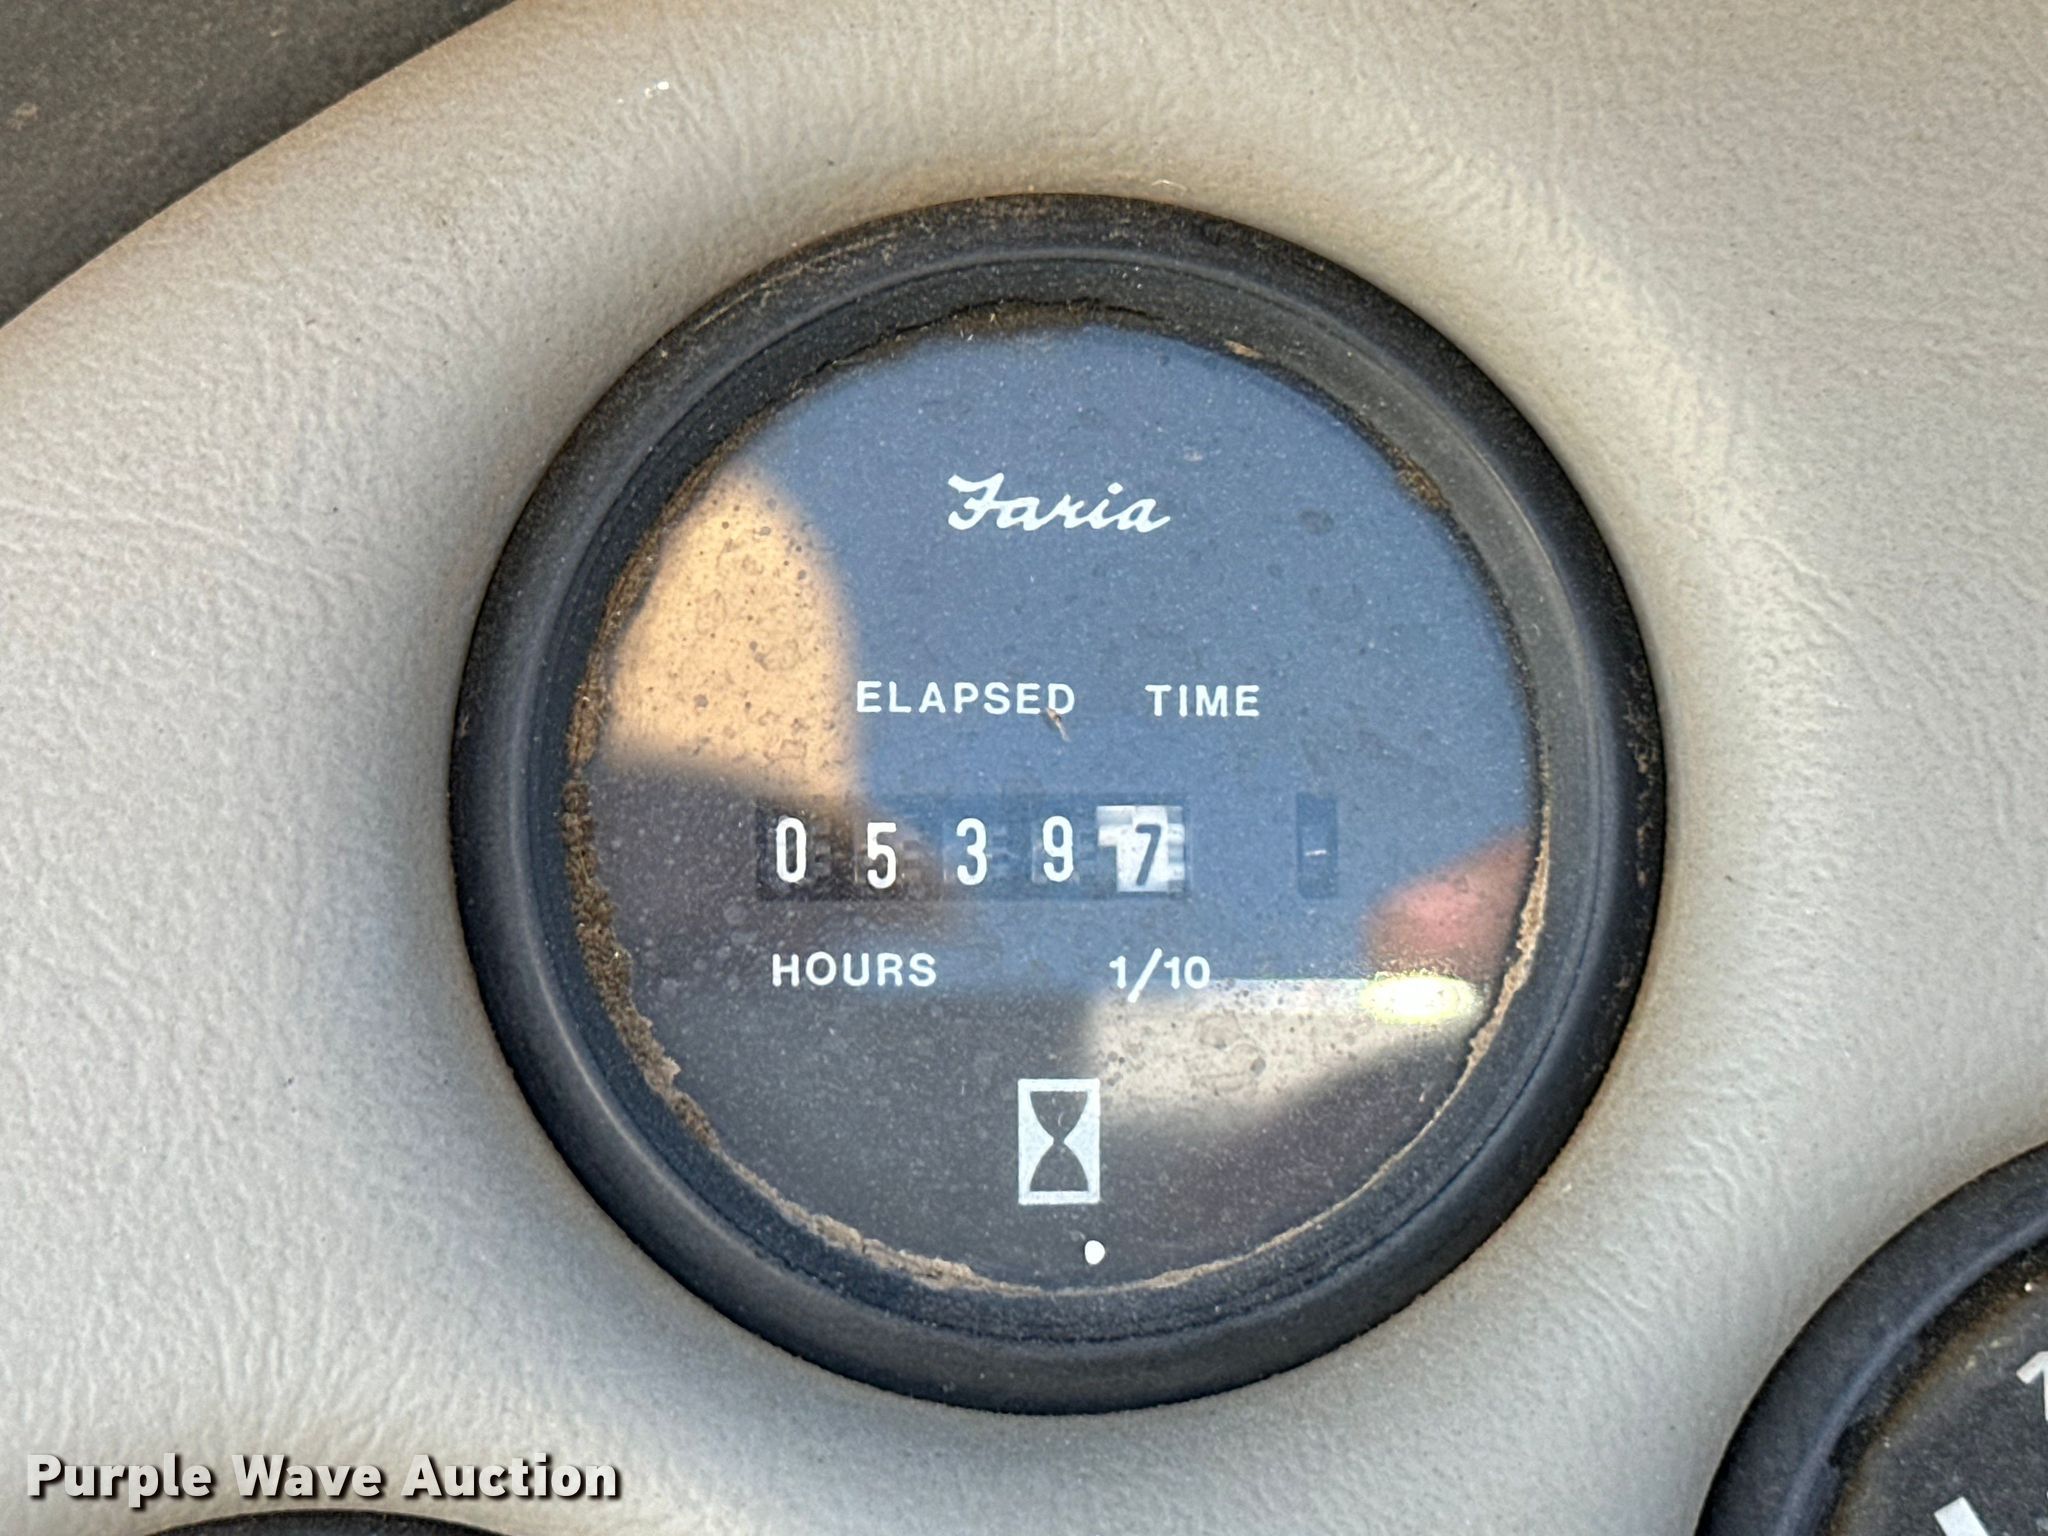 Faria
ELAPSED TIME
05397
HOURS 1/10
Purple Wave Auction